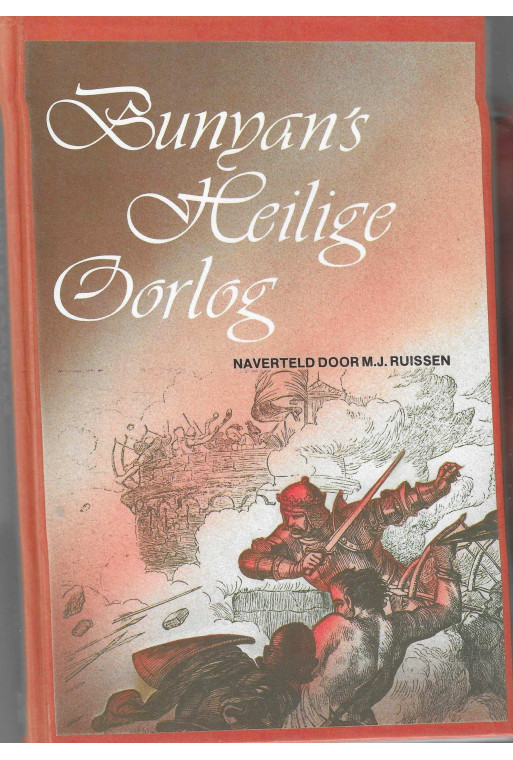 Bunyan's
Heilige
Oorlog
NAVERTELD DOOR M.J. RUISSEN